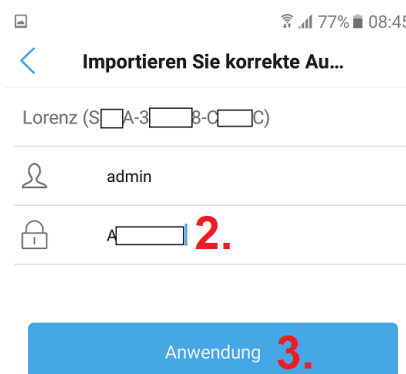 77% 08:45
Importieren Sie korrekte Au...
Lorenz (S A-3 8-C C)
admin
A 2.
Anwendung 3.